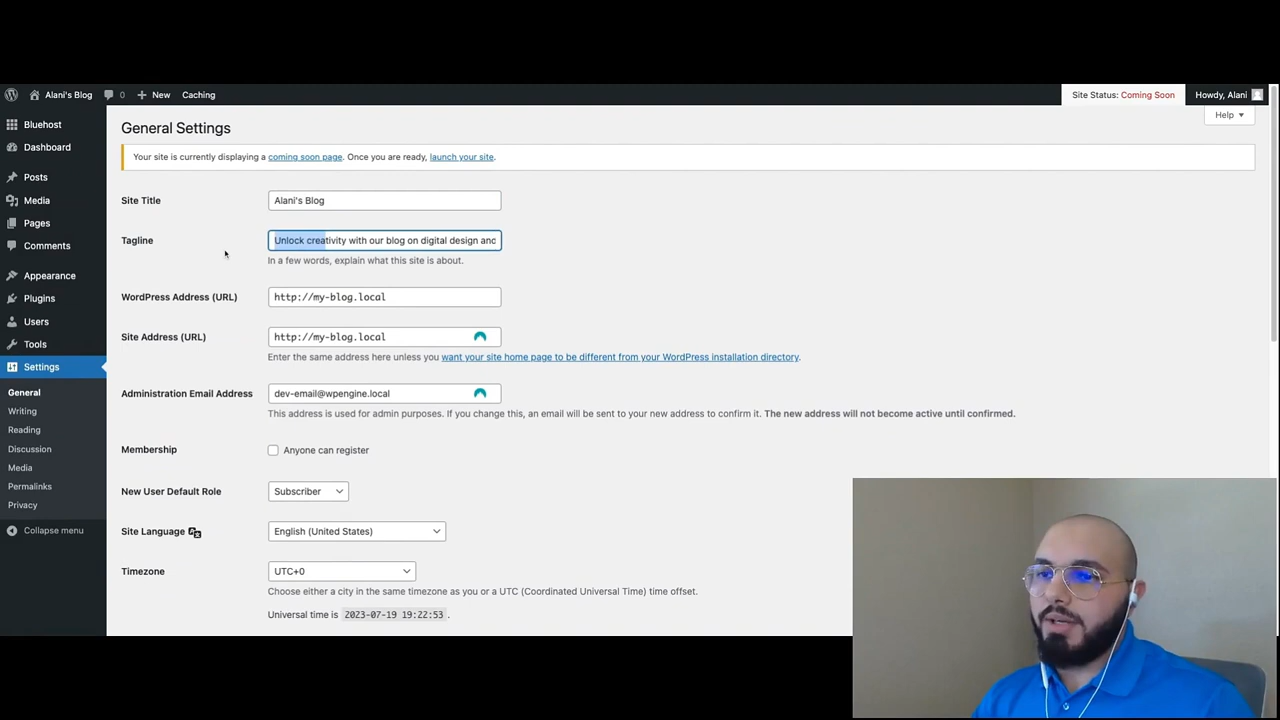 Alani's Blog 0 New Caching Site Status: Coming Soon Howdy, Alani
Help
Bluehost
Dashboard
Posts
Media
Pages
Comments
Appearance
Plugins
Users
Tools
Settings
General
Writing
Reading
Discussion
Media
Permalinks
Privacy
Collapse menu
General Settings
Your site is currently displaying a coming soon page. Once you are ready, launch your site.
Site Title Alani's Blog
Tagline Unlock creativity with our blog on digital design and
In a few words, explain what this site is about.
WordPress Address (URL) http://my-blog.local
Site Address (URL) http://my-blog.local
Enter the same address here unless you want your site home page to be different from your WordPress installation directory.
Administration Email Address dev-email@wpengine.local
This address is used for admin purposes. If you change this, an email will be sent to your new address to confirm it. The new address will not become active until confirmed.
Membership Anyone can register
New User Default Role Subscriber
Site Language English (United States)
Timezone UTC+0
Choose either a city in the same timezone as you or a UTC (Coordinated Universal Time) time offset.
Universal time is 2023-07-19 19:22:53 .